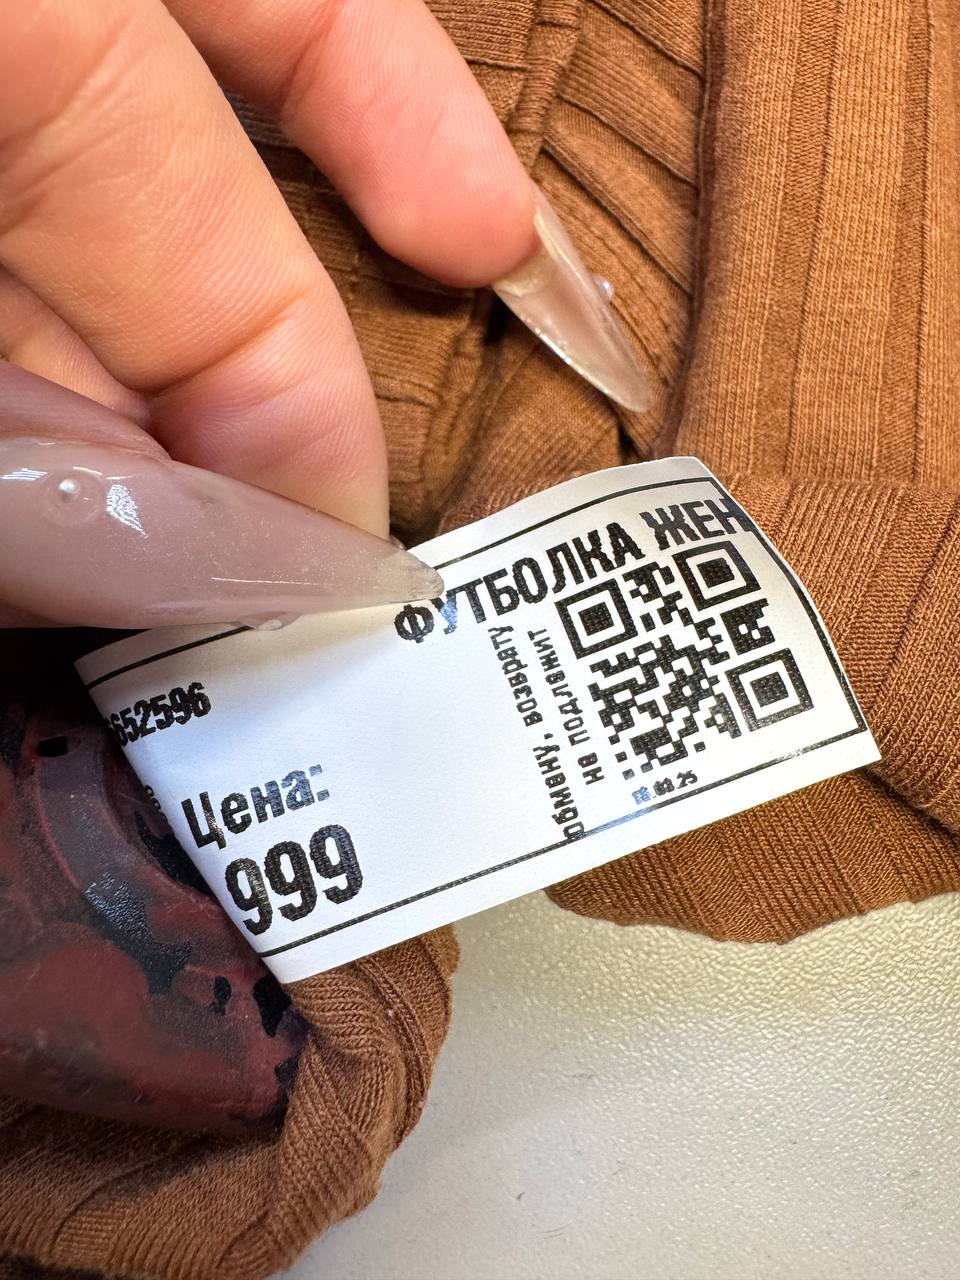 ФУТБОЛКА ЖЕН
обмену, возврату
не подлежит
652596
Цена:
999